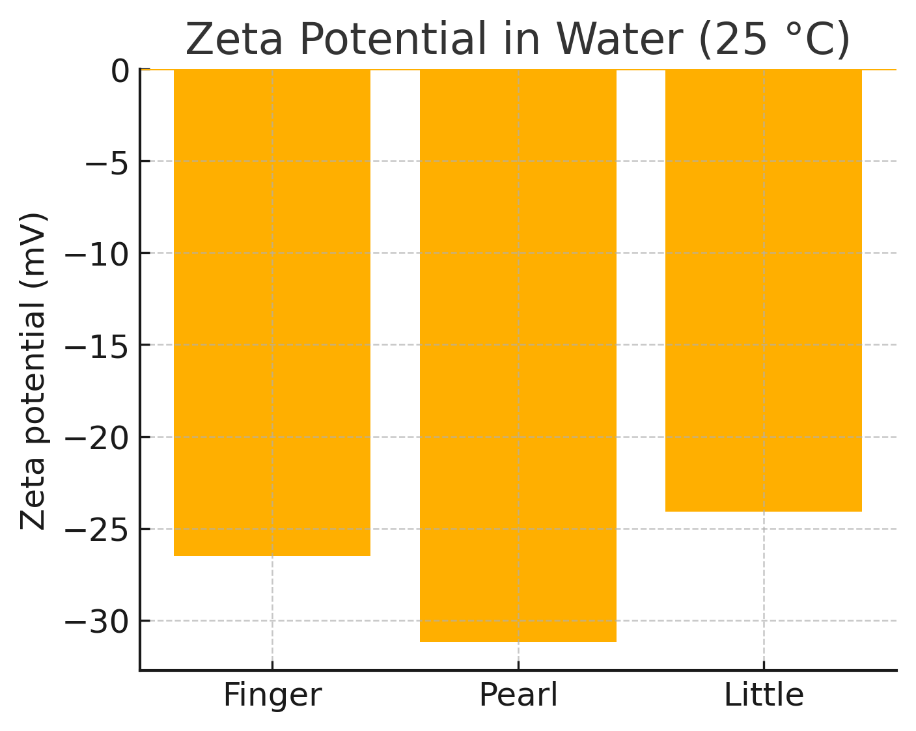 Zeta Potential in Water (25 °C)
Zeta potential (mV)
0
−5
−10
−15
−20
−25
−30
Finger Pearl Little